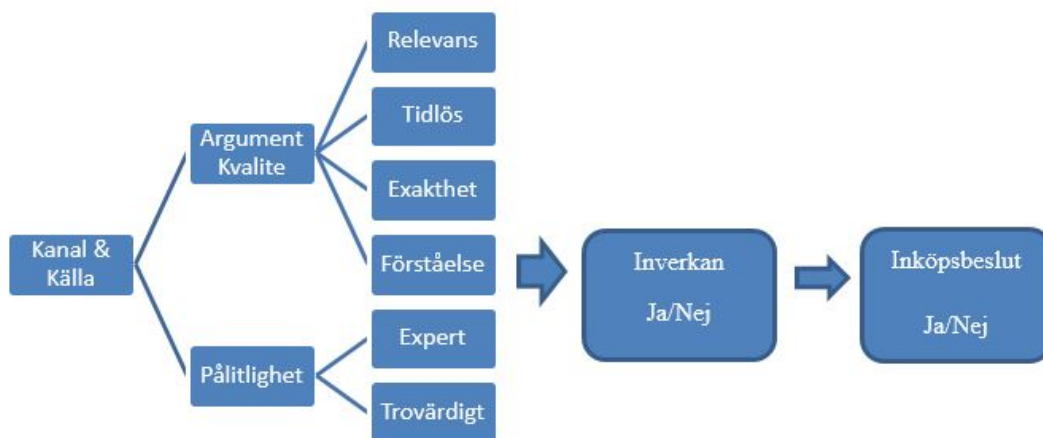 Relevans
Tidlös
Argument
Kvalite
Exakthet
Kanal &
Källa
Förståelse
Inverkan
Ja/Nej
Inköpsbeslut
Ja/Nej
Expert
Pålitlighet
Trovärdigt